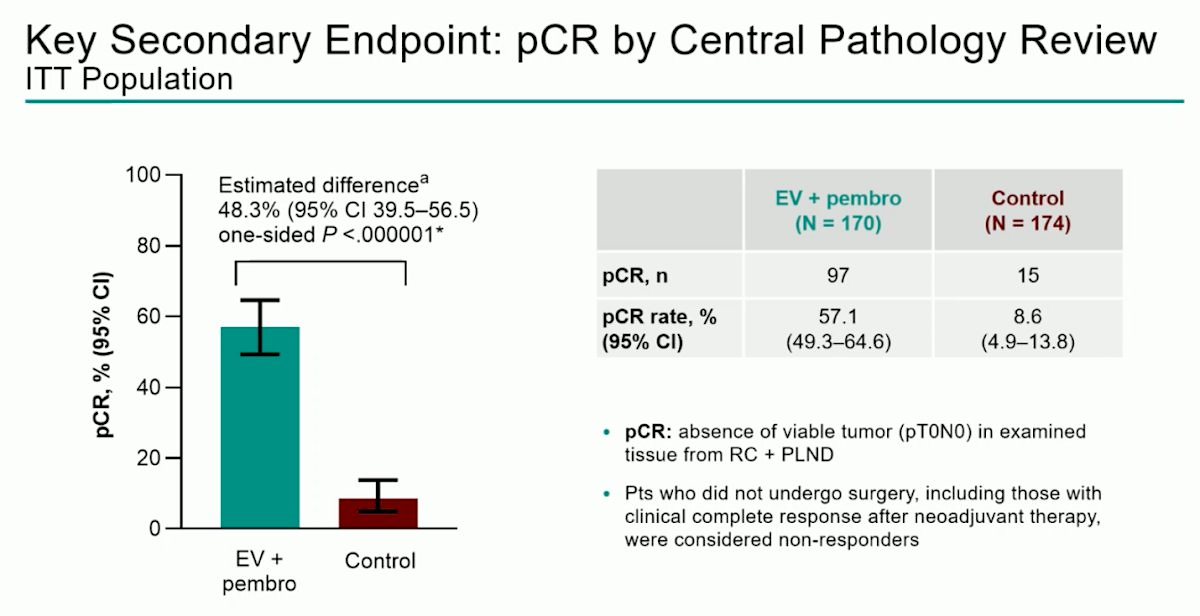 Key Secondary Endpoint: pCR by Central Pathology Review
ITT Population
pCR, % (95% CI)
100
80
60
40
20
0
Estimated differenceᵃ
48.3% (95% CI 39.5–56.5)
one-sided P <.000001*
EV +
pembro
Control
EV + pembro
(N = 170)
Control
(N = 174)
pCR, n
97
15
pCR rate, %
(95% CI)
57.1
(49.3–64.6)
8.6
(4.9–13.8)
• pCR: absence of viable tumor (pT0N0) in examined
tissue from RC + PLND
• Pts who did not undergo surgery, including those with
clinical complete response after neoadjuvant therapy,
were considered non-responders